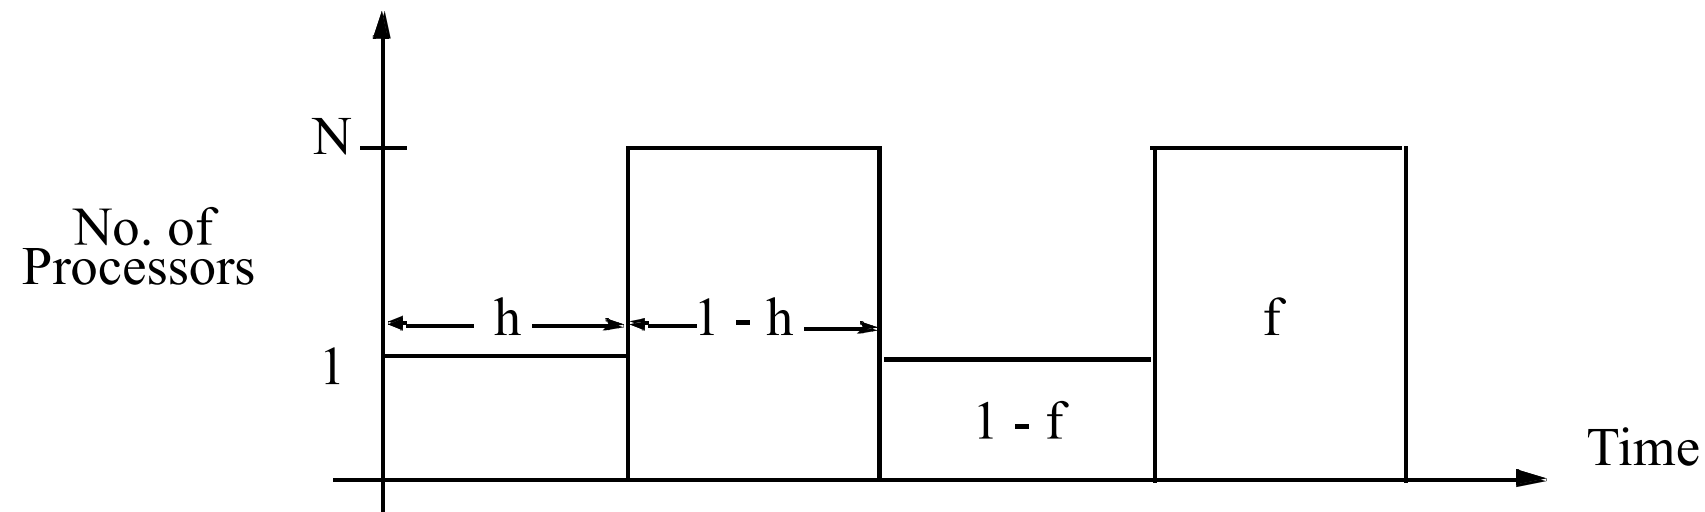 N
No. of
Processors
h
1 - h
f
1
1 - f
Time